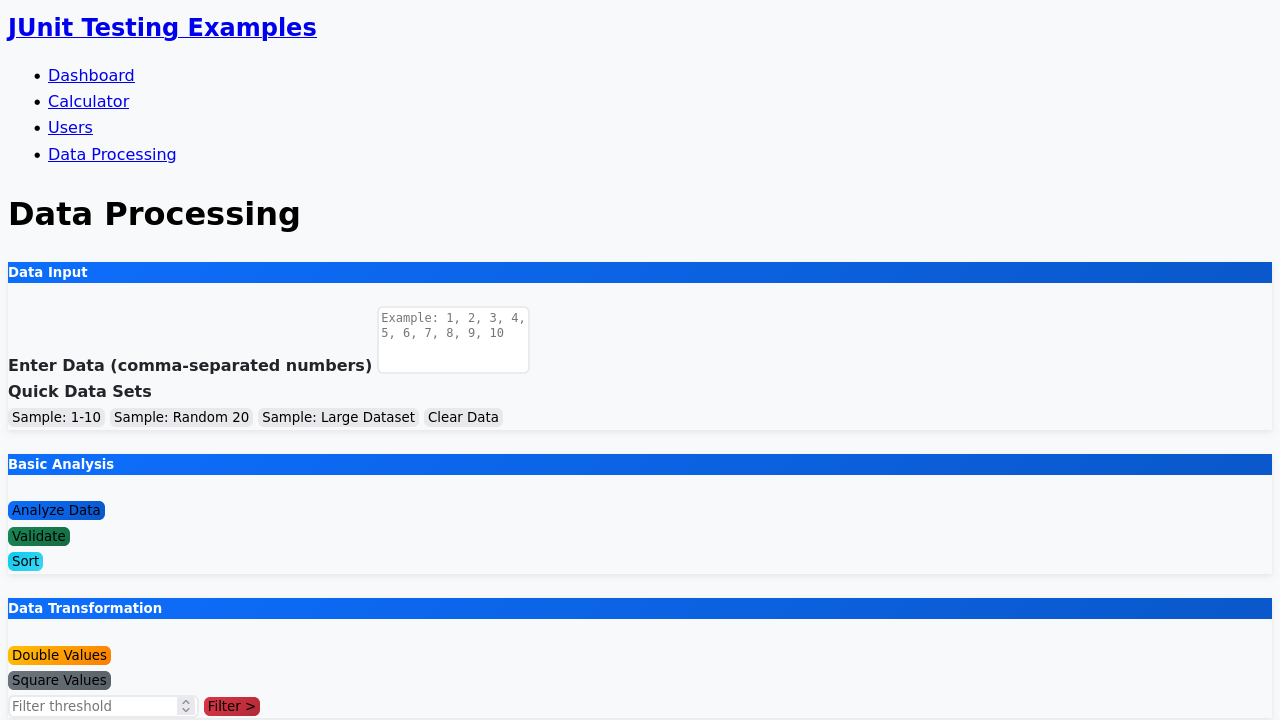 JUnit Testing Examples
Dashboard
Calculator
Users
Data Processing
Data Processing
Data Input
Example: 1, 2, 3, 4,
5, 6, 7, 8, 9, 10
Enter Data (comma-separated numbers)
Quick Data Sets
Sample: 1-10 Sample: Random 20 Sample: Large Dataset Clear Data
Basic Analysis
Analyze Data
Validate
Sort
Data Transformation
Double Values
Square Values
Filter threshold Filter >